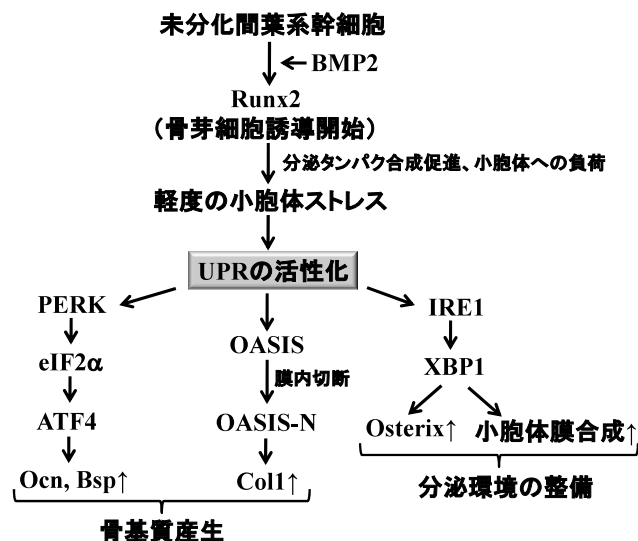 未分化間葉系幹細胞
BMP2
Runx2
(骨芽細胞誘導開始)
分泌タンパク合成促進、小胞体への負荷
軽度の小胞体ストレス
UPRの活性化
PERK
eIF2α
ATF4
Ocn, Bsp↑
OASIS
膜内切断
OASIS-N
Col1↑
骨基質産生
IRE1
XBP1
Osterix↑ 小胞体膜合成↑
分泌環境の整備